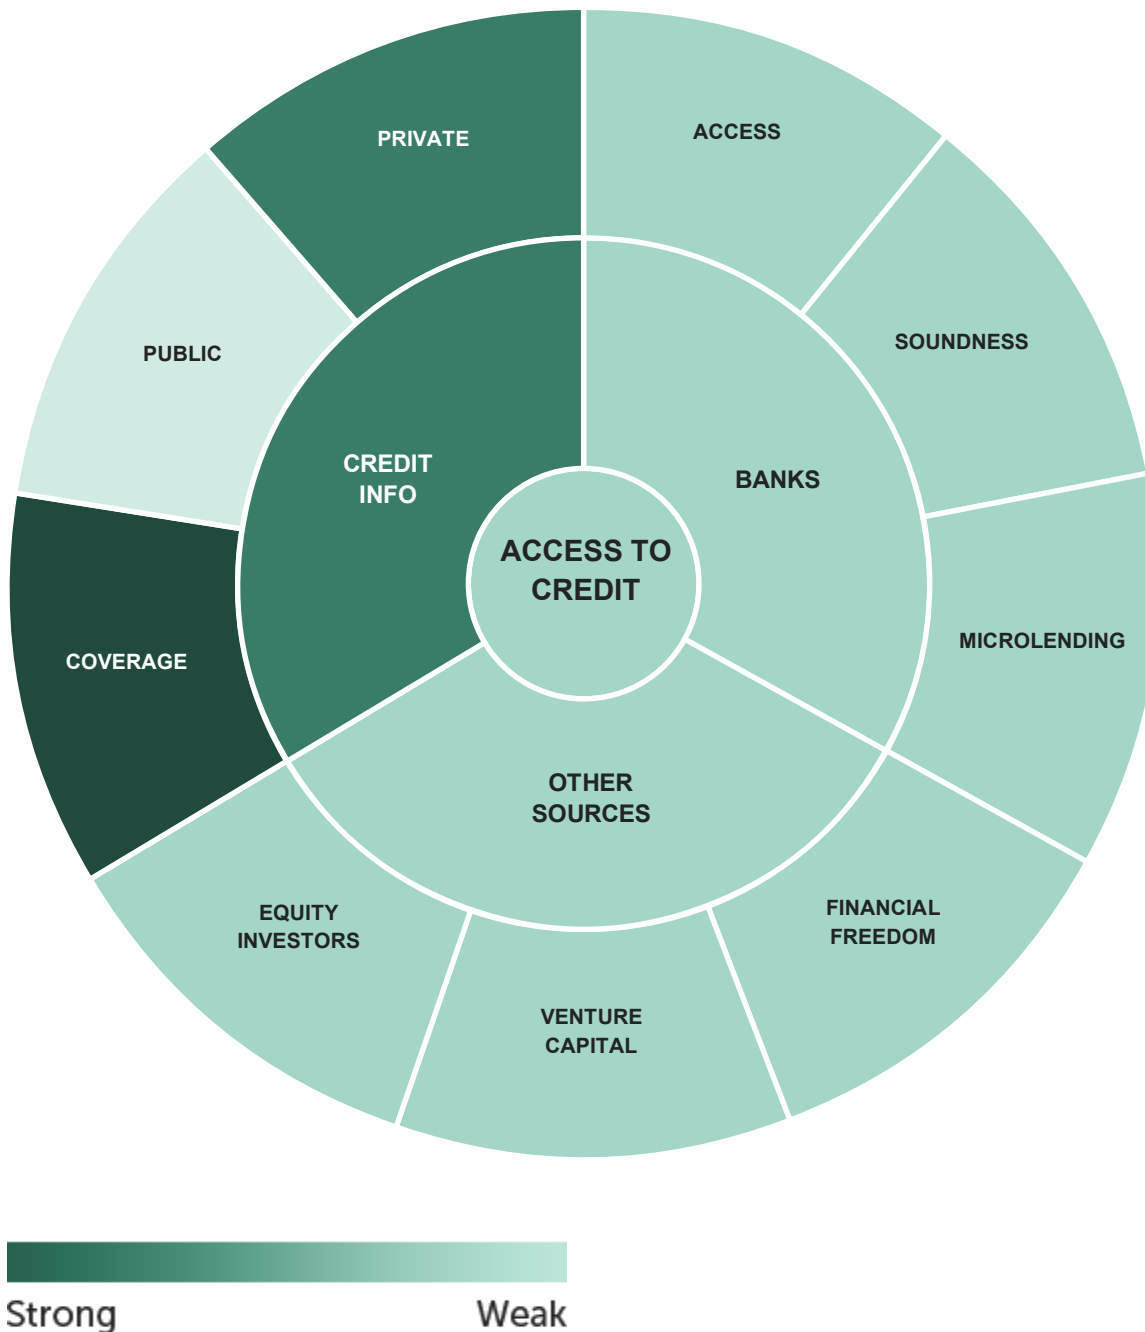 PRIVATE
ACCESS
PUBLIC
SOUNDNESS
CREDIT
INFO
BANKS
ACCESS TO
CREDIT
COVERAGE
MICROLENDING
OTHER
SOURCES
EQUITY
INVESTORS
FINANCIAL
FREEDOM
VENTURE
CAPITAL
Strong
Weak